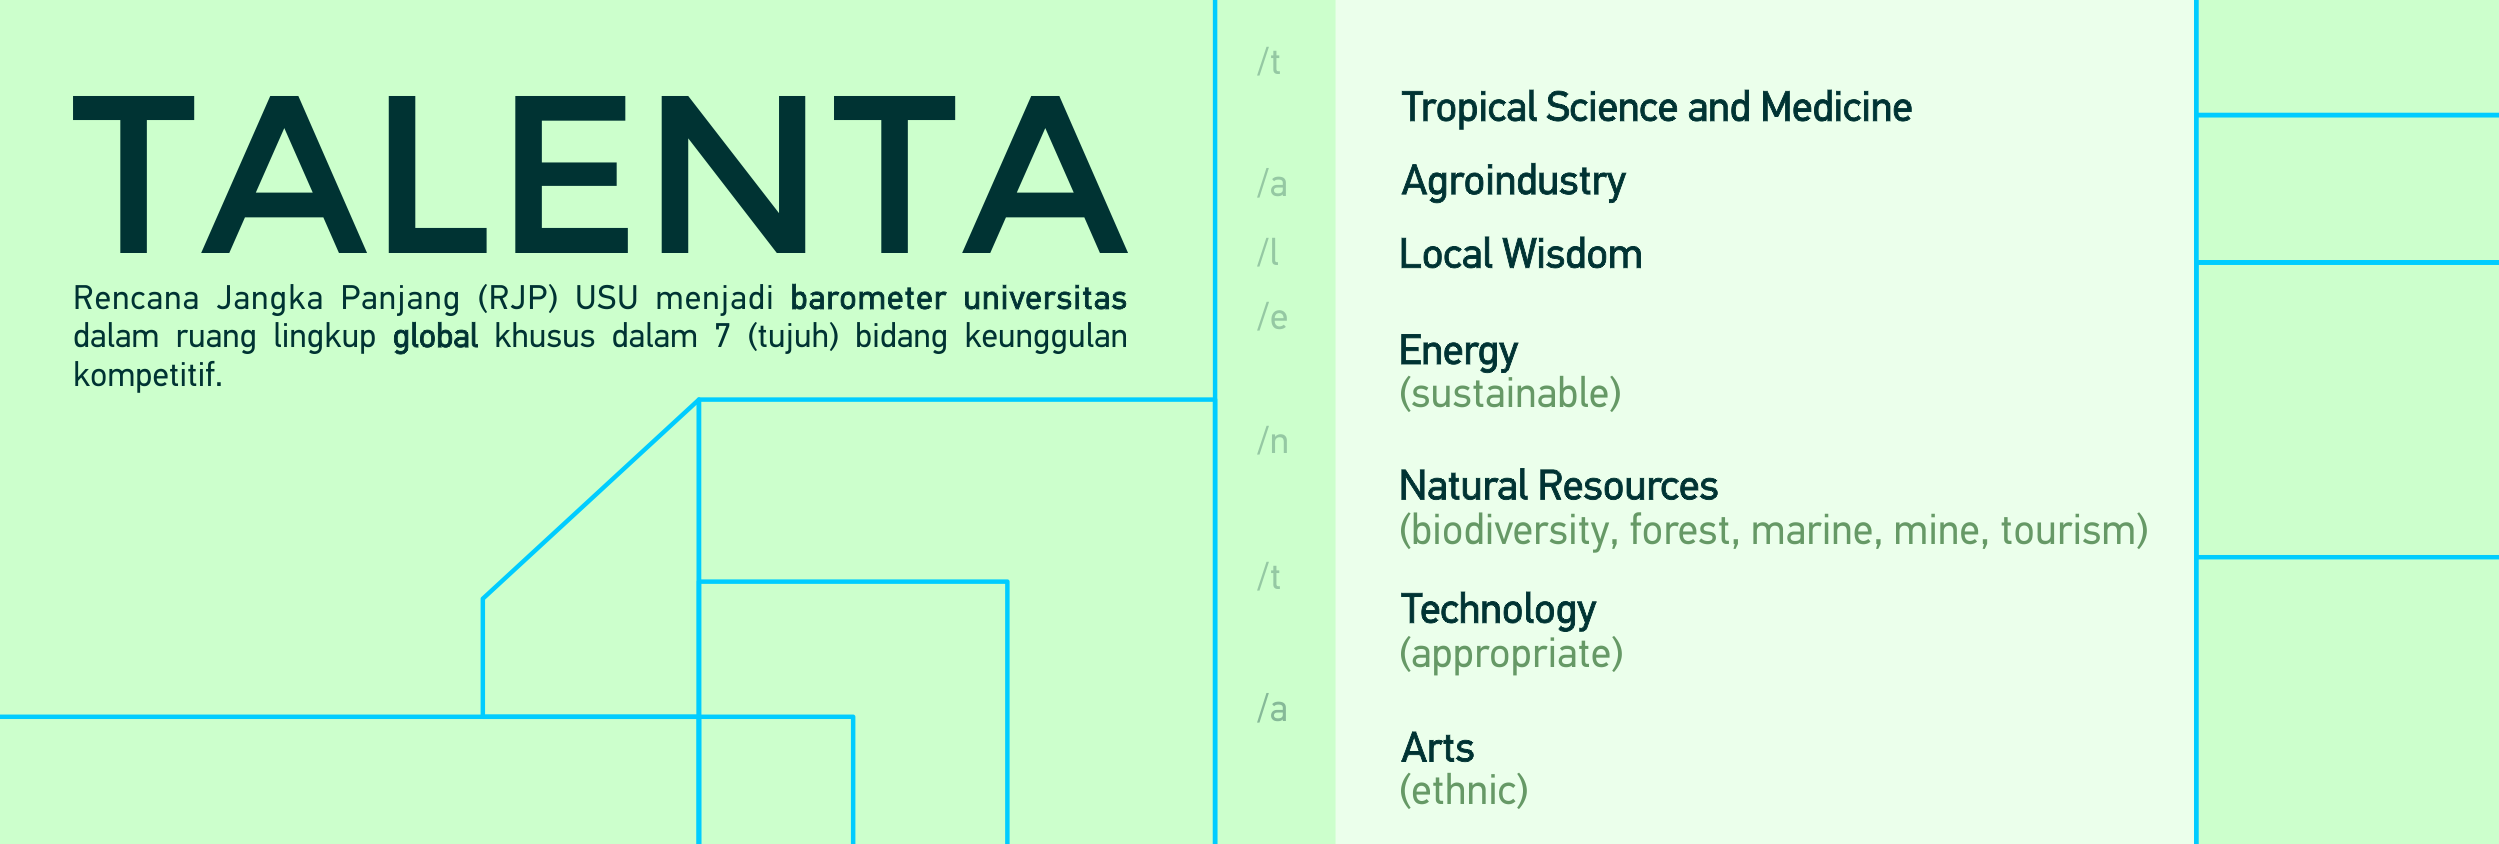 TALENTA
Rencana Jangka Panjang (RJP) USU menjadi barometer universitas
dalam ruang lingkup global khusus dalam 7 (tujuh) bidang keunggulan
kompetitif.
/t
Tropical Science and Medicine
/a
Agroindustry
/l
Local Wisdom
/e
Energy
(sustainable)
/n
Natural Resources
(biodiversity, forest, marine, mine, tourism)
/t
Technology
(appropriate)
/a
Arts
(ethnic)